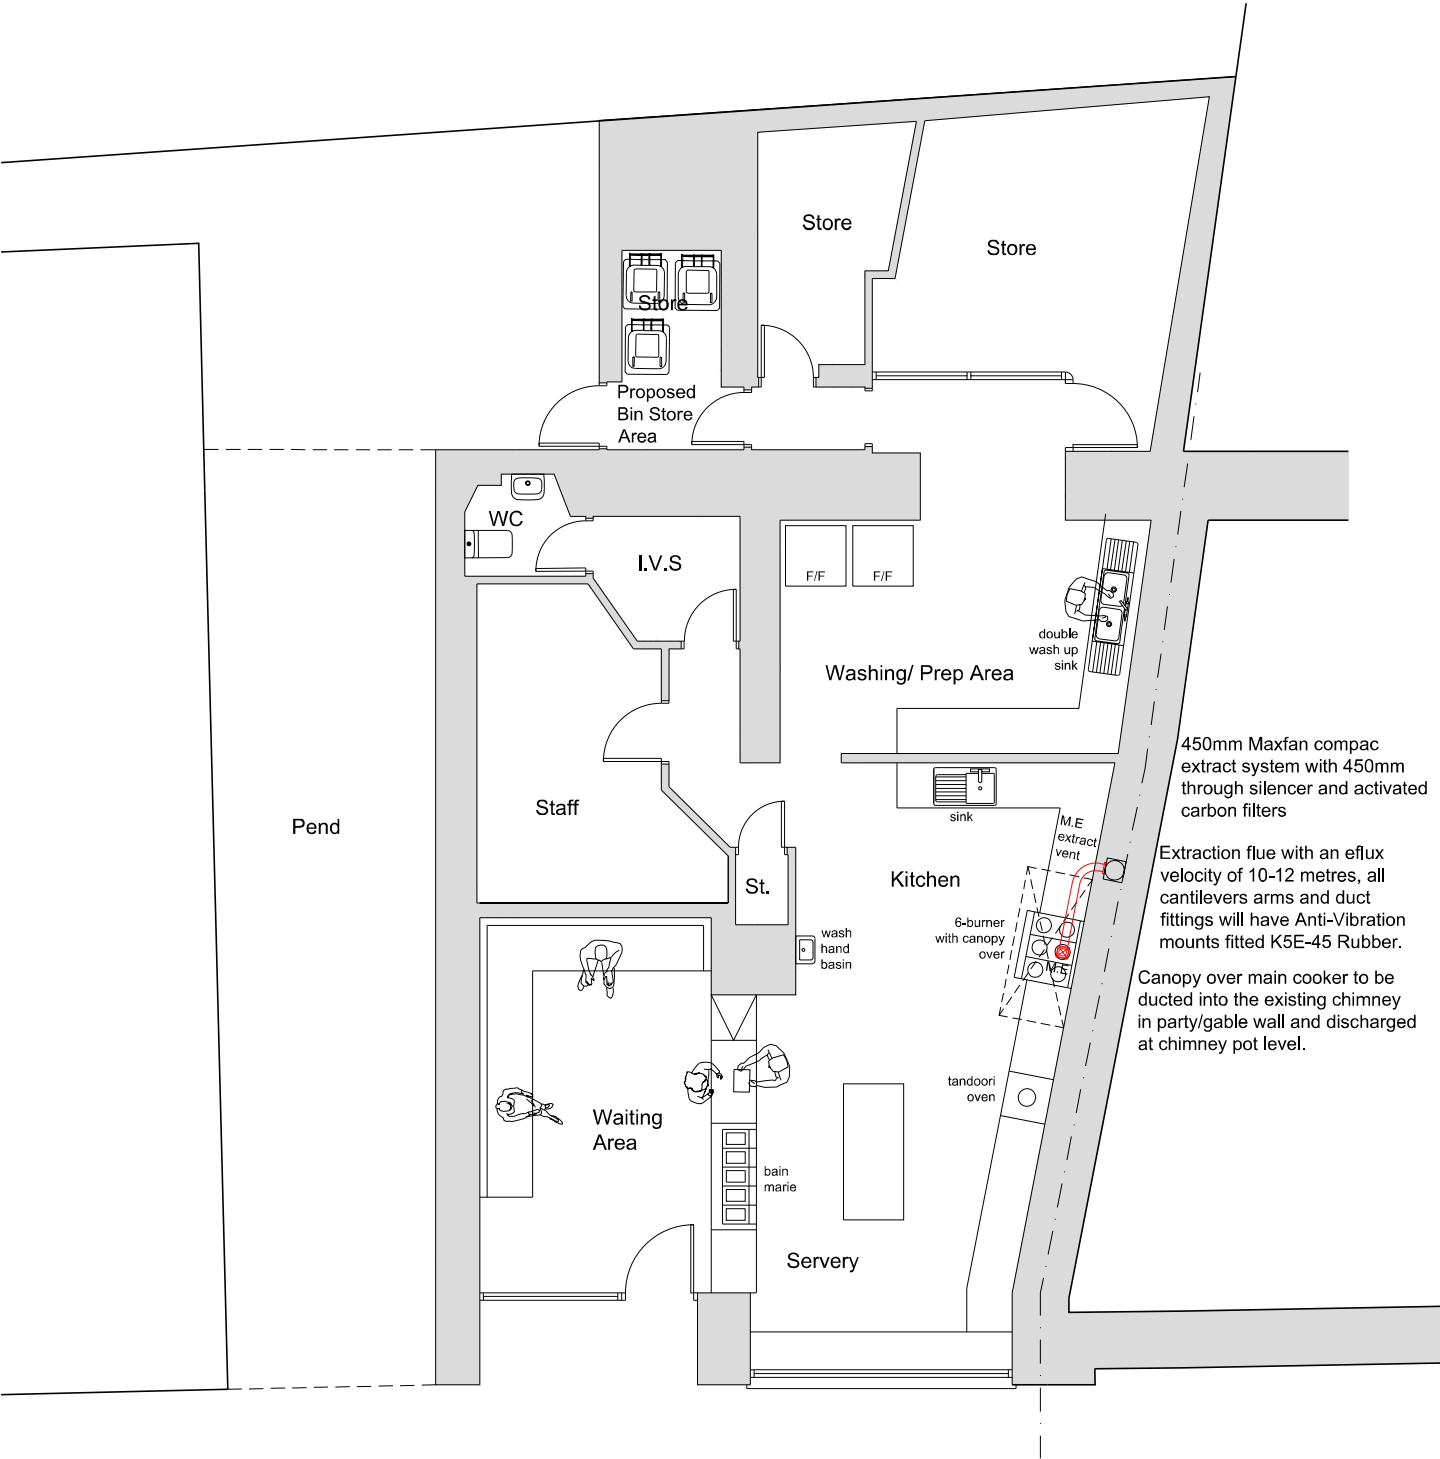 Store
Store
Store
Proposed
Bin Store
Area
WC
I.V.S
F/F
F/F
double
wash up
sink
Washing/ Prep Area
450mm Maxfan compac
extract system with 450mm
through silencer and activated
carbon filters
Staff
sink
M.E
extract
vent
Pend
Extraction flue with an eflux
velocity of 10-12 metres, all
cantilevers arms and duct
fittings will have Anti-Vibration
mounts fitted K5E-45 Rubber.
St.
Kitchen
6-burner
with canopy
over
wash
hand
basin
M.E
Canopy over main cooker to be
ducted into the existing chimney
in party/gable wall and discharged
at chimney pot level.
tandoori
oven
Waiting
Area
bain
marie
Servery